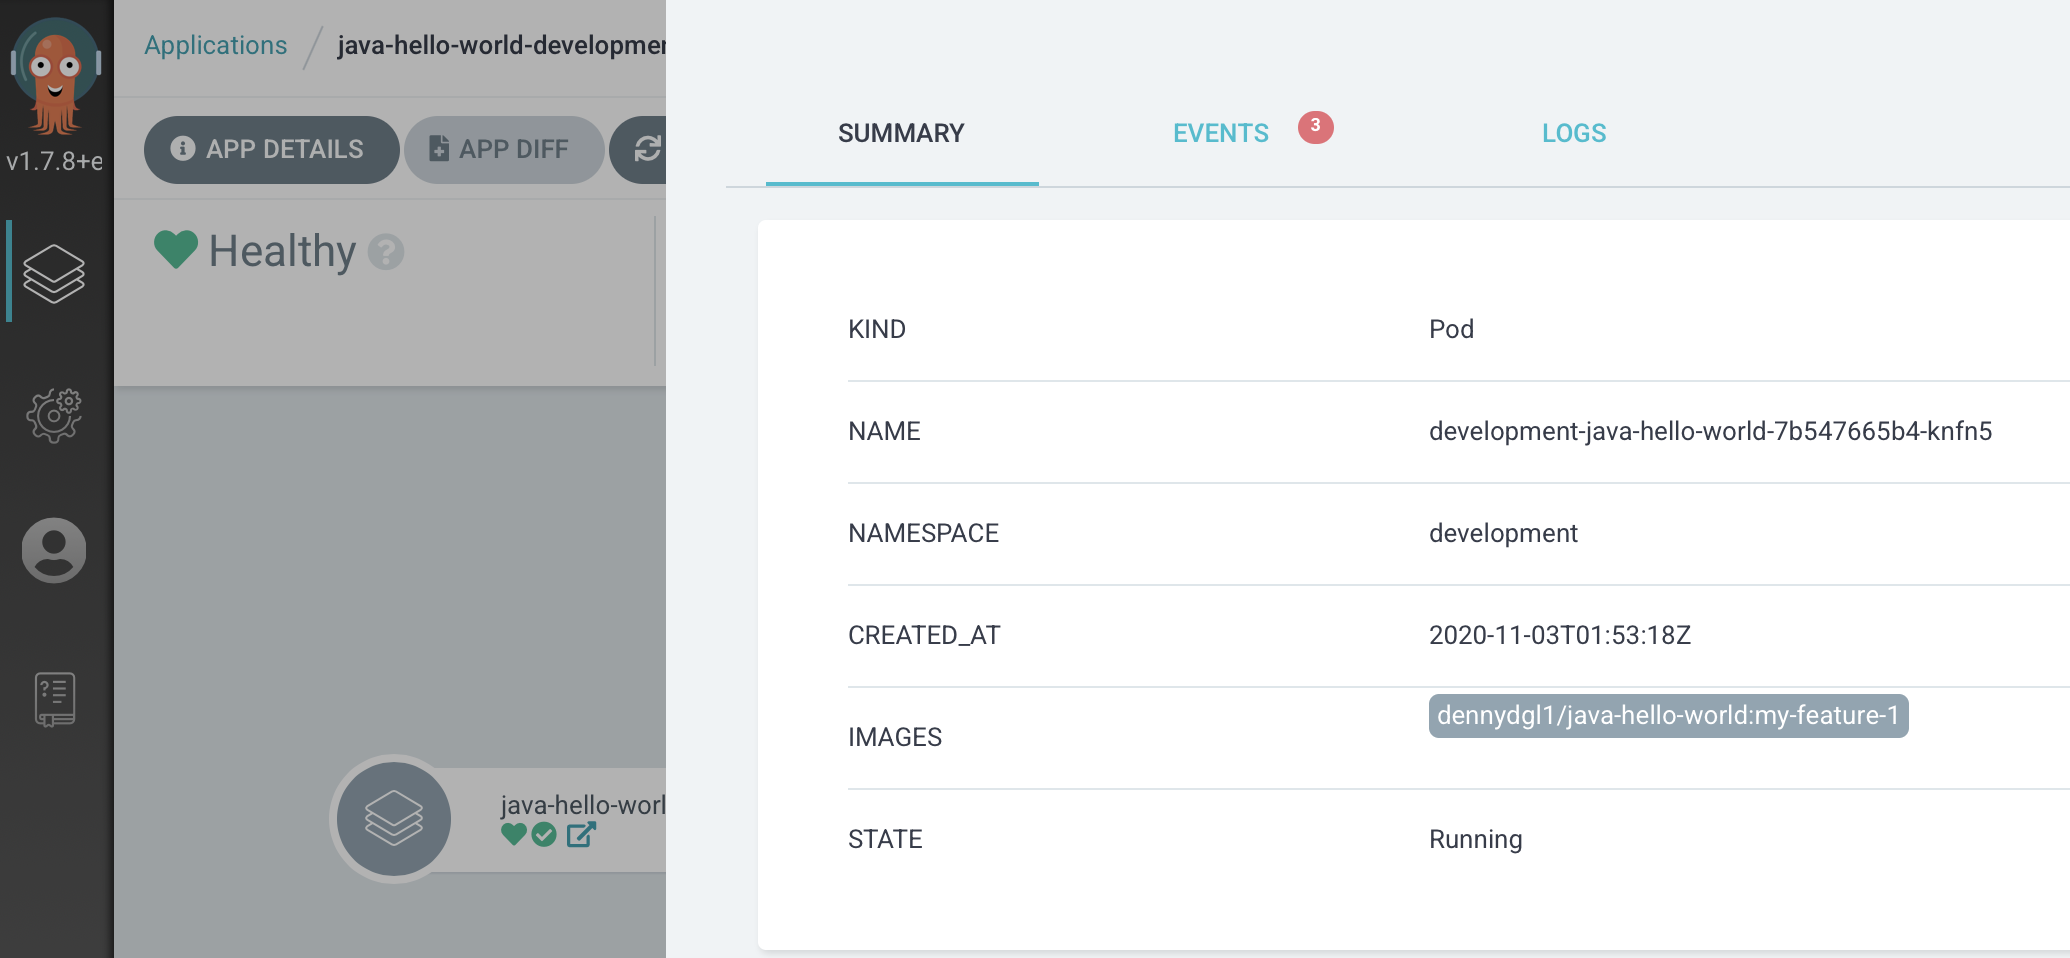 v1.7.8+e
Applications / java-hello-world-developmer
APP DETAILS
APP DIFF
Healthy
java-hello-worl
SUMMARY
EVENTS 3
LOGS
KIND Pod
NAME development-java-hello-world-7b547665b4-knfn5
NAMESPACE development
CREATED_AT 2020-11-03T01:53:18Z
IMAGES dennydgl1/java-hello-world:my-feature-1
STATE Running